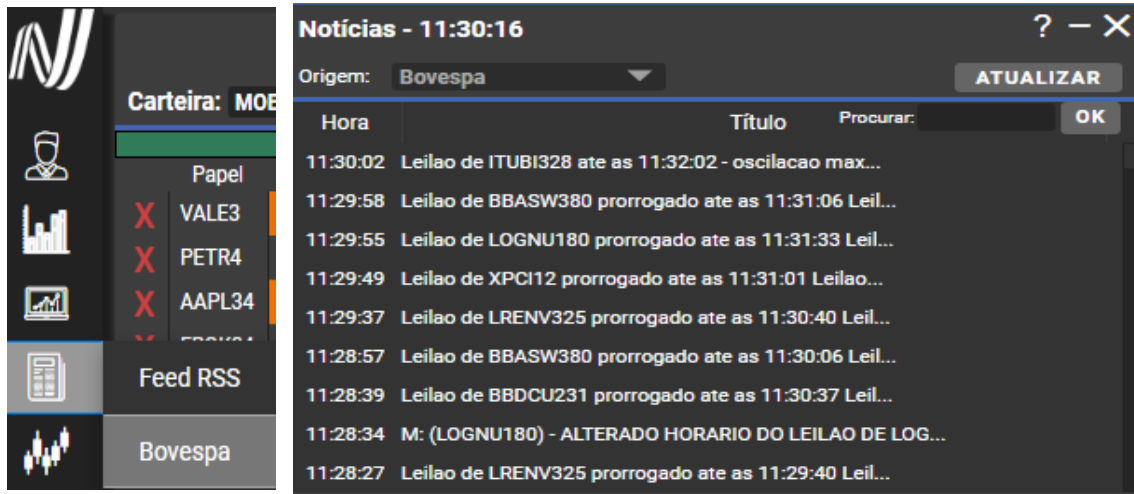 Carteira: MOE
Papel
X VALE3
X PETR4
X AAPL34
Feed RSS
Bovespa
Notícias - 11:30:16
? – X
Origem: Bovespa ATUALIZAR
Hora Título Procurar: OK
11:30:02 Leilao de ITUBI328 ate as 11:32:02 - oscilacao max...
11:29:58 Leilao de BBASW380 prorrogado ate as 11:31:06 Leil...
11:29:55 Leilao de LOGNU180 prorrogado ate as 11:31:33 Leil...
11:29:49 Leilao de XPCI12 prorrogado ate as 11:31:01 Leilao...
11:29:37 Leilao de LRENV325 prorrogado ate as 11:30:40 Leil...
11:28:57 Leilao de BBASW380 prorrogado ate as 11:30:06 Leil...
11:28:39 Leilao de BBDCU231 prorrogado ate as 11:30:37 Leil...
11:28:34 M: (LOGNU180) - ALTERADO HORARIO DO LEILAO DE LOG...
11:28:27 Leilao de LRENV325 prorrogado ate as 11:29:40 Leil...